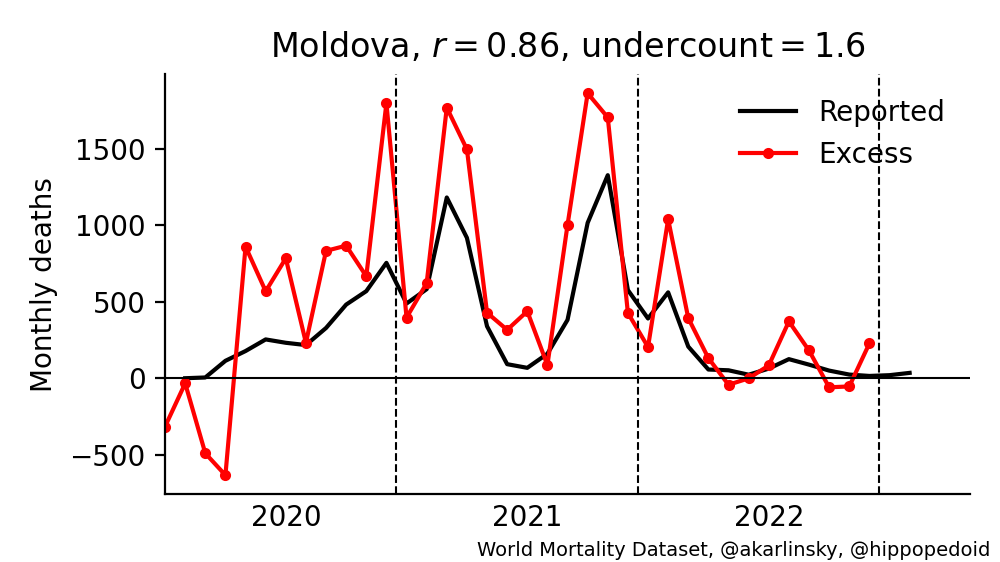 Moldova, r = 0.86, undercount = 1.6
Reported
Excess
Monthly deaths
1500
1000
500
0
−500
2020 2021 2022
World Mortality Dataset, @akarlinsky, @hippopedoid